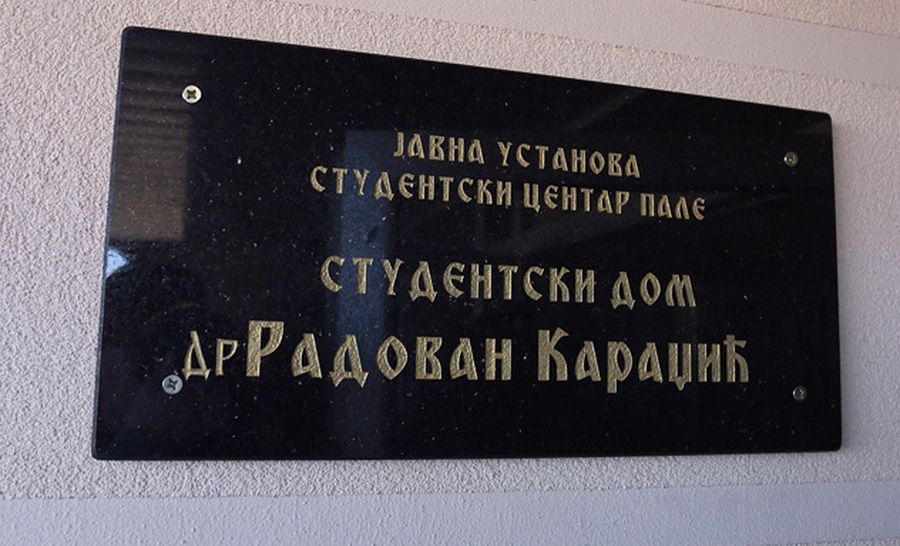 ЈАВНА УСТАНОВА
СТУДЕНТСКИ ЦЕНТАР ПАЛЕ
СТУДЕНТСКИ ДОМ
ДР РАДОВАН КАРАЏИЋ